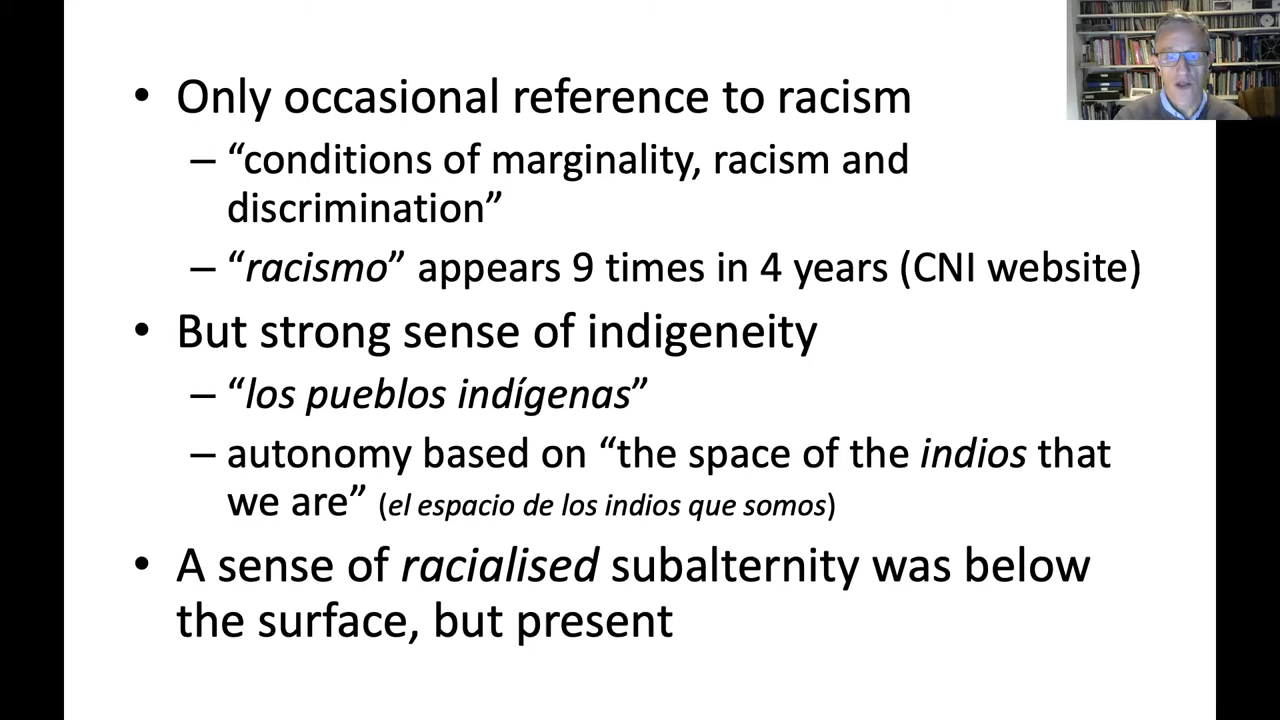 • Only occasional reference to racism
– “conditions of marginality, racism and
discrimination”
– “racismo” appears 9 times in 4 years (CNI website)
• But strong sense of indigeneity
– “los pueblos indígenas”
– autonomy based on “the space of the indios that
we are” (el espacio de los indios que somos)
• A sense of racialised subalternity was below
the surface, but present